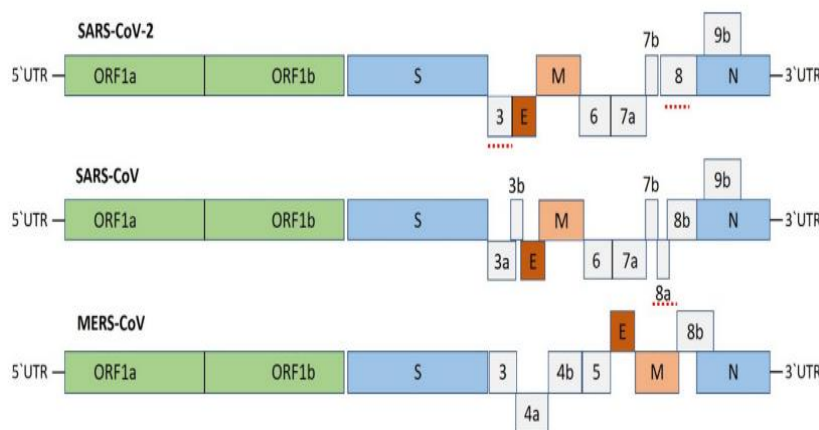 SARS-CoV-2
7b
9b
5`UTR ORF1a ORF1b S M 8 N 3`UTR
3 E 6 7a
SARS-CoV
3b 7b 9b
5`UTR ORF1a ORF1b S M 8b N 3`UTR
3a E 6 7a
8a
MERS-CoV
E 8b
5`UTR ORF1a ORF1b S 3 4b 5 M N 3`UTR
4a